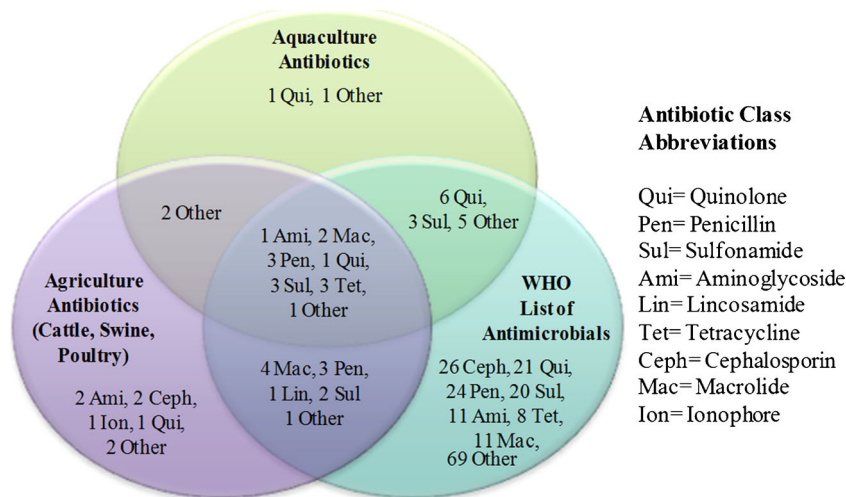 Aquaculture
Antibiotics
1 Qui, 1 Other
2 Other
6 Qui,
3 Sul, 5 Other
1 Ami, 2 Mac,
3 Pen, 1 Qui,
3 Sul, 3 Tet,
1 Other
Agriculture
Antibiotics
(Cattle, Swine,
Poultry)
2 Ami, 2 Ceph,
1 Ion, 1 Qui,
2 Other
4 Mac, 3 Pen,
1 Lin, 2 Sul
1 Other
WHO
List of
Antimicrobials
26 Ceph, 21 Qui,
24 Pen, 20 Sul,
11 Ami, 8 Tet,
11 Mac,
69 Other
Antibiotic Class
Abbreviations
Qui= Quinolone
Pen= Penicillin
Sul= Sulfonamide
Ami= Aminoglycoside
Lin= Lincosamide
Tet= Tetracycline
Ceph= Cephalosporin
Mac= Macrolide
Ion= Ionophore